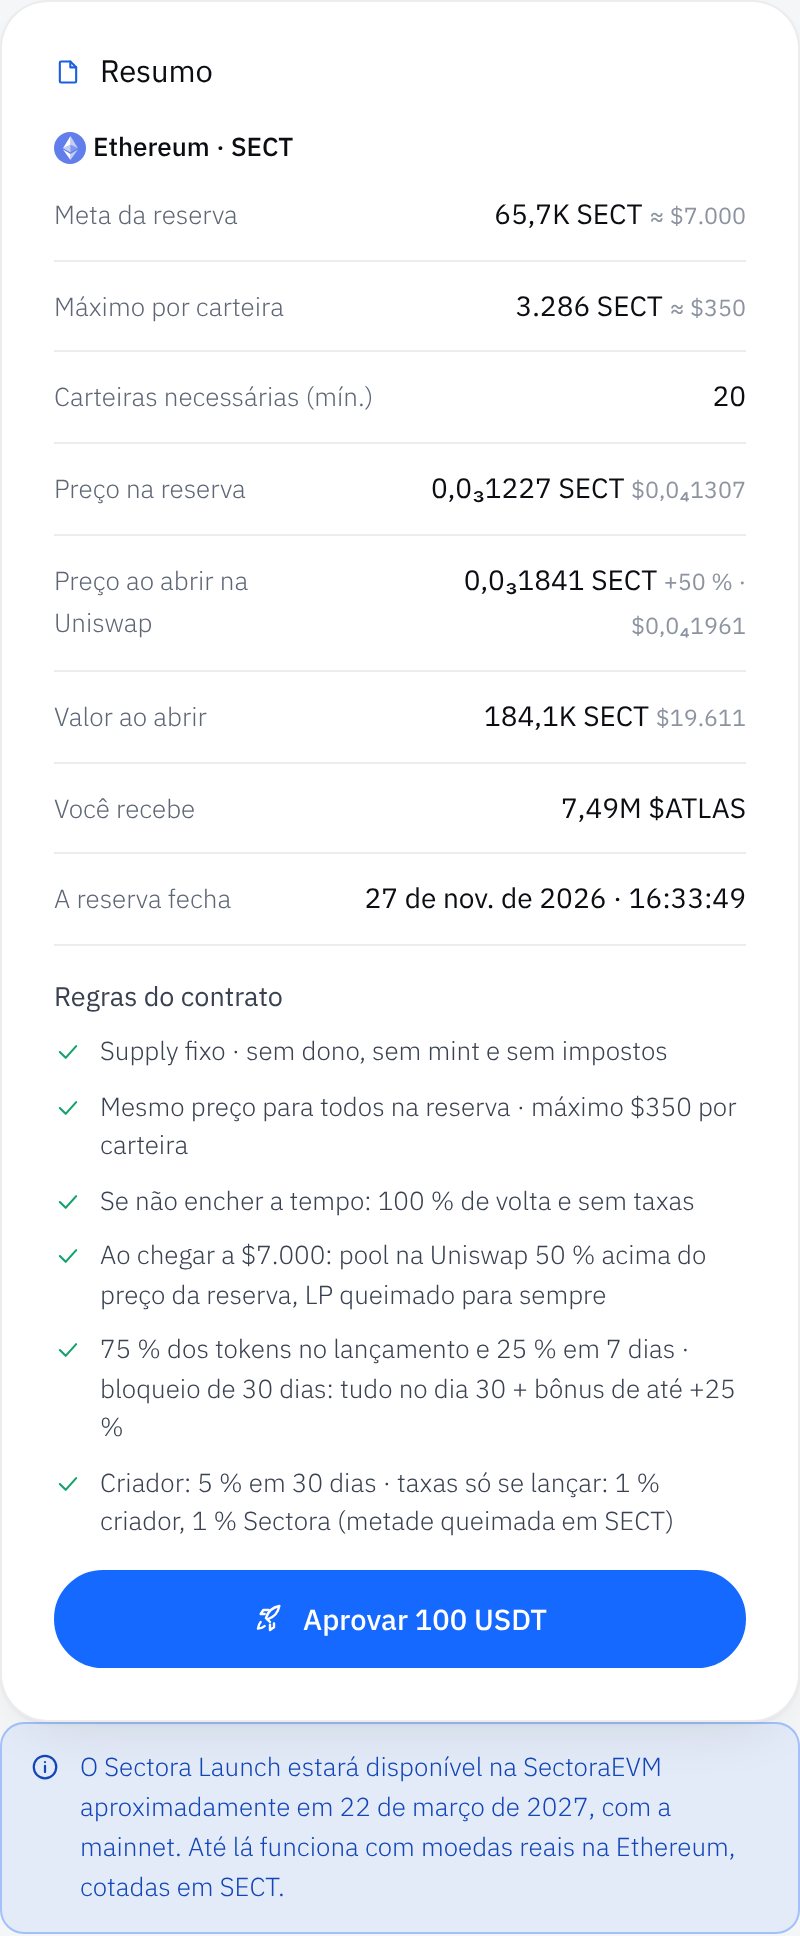 Resumo
Ethereum · SECT
Meta da reserva 65,7K SECT ≈ $7.000
Máximo por carteira 3.286 SECT ≈ $350
Carteiras necessárias (mín.) 20
Preço na reserva 0,0₃1227 SECT $0,0₄1307
Preço ao abrir na 0,0₃1841 SECT +50 % ·
Uniswap $0,0₄1961
Valor ao abrir 184,1K SECT $19.611
Você recebe 7,49M $ATLAS
A reserva fecha 27 de nov. de 2026 · 16:33:49
Regras do contrato
Supply fixo · sem dono, sem mint e sem impostos
Mesmo preço para todos na reserva · máximo $350 por
carteira
Se não encher a tempo: 100 % de volta e sem taxas
Ao chegar a $7.000: pool na Uniswap 50 % acima do
preço da reserva, LP queimado para sempre
75 % dos tokens no lançamento e 25 % em 7 dias ·
bloqueio de 30 dias: tudo no dia 30 + bônus de até +25
%
Criador: 5 % em 30 dias · taxas só se lançar: 1 %
criador, 1 % Sectora (metade queimada em SECT)
Aprovar 100 USDT
O Sectora Launch estará disponível na SectoraEVM
aproximadamente em 22 de março de 2027, com a
mainnet. Até lá funciona com moedas reais na Ethereum,
cotadas em SECT.